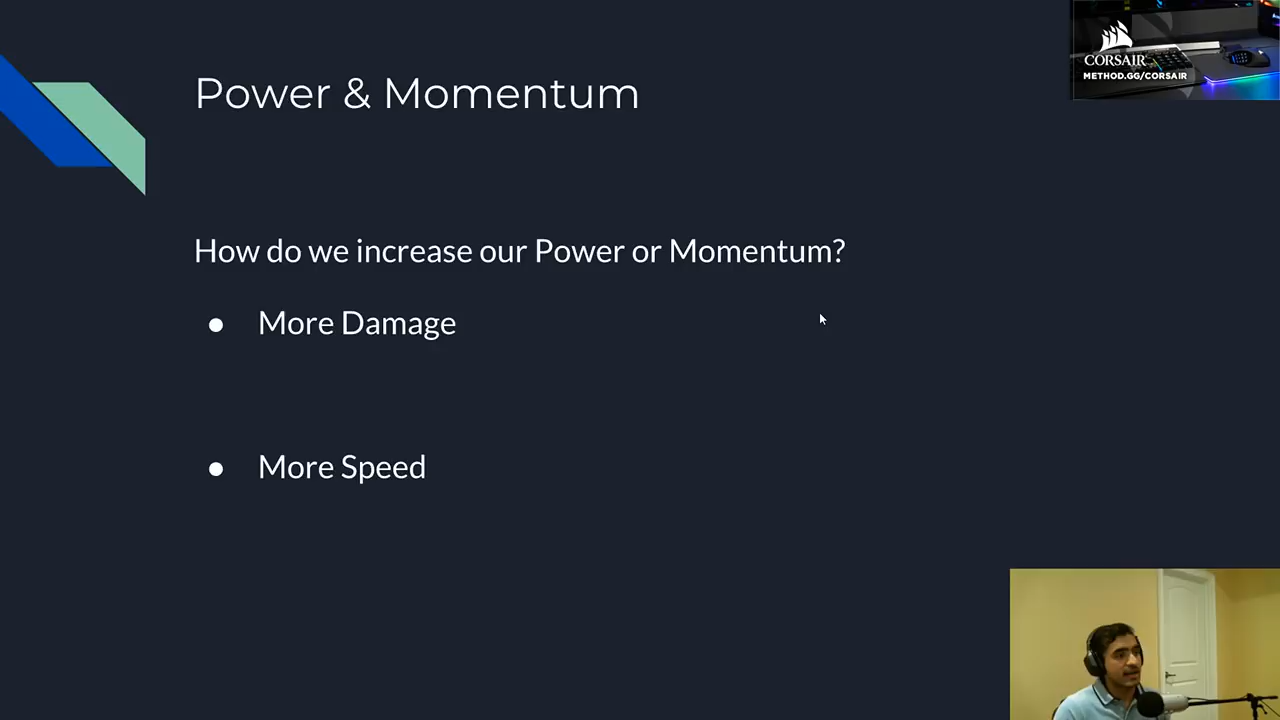 CORSAIR
METHOD.GG/CORSAIR
Power & Momentum
How do we increase our Power or Momentum?
● More Damage
● More Speed